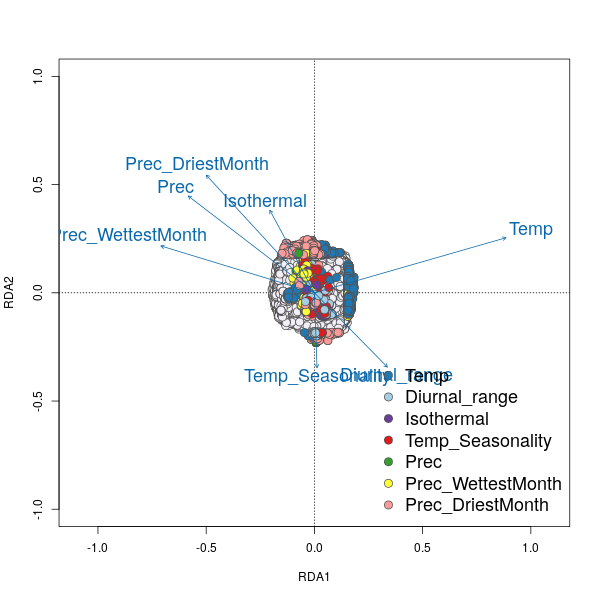 Prec_DriestMonth
Prec
Isothermal
Prec_WettestMonth
Temp
Temp_Seasonality
Diurnal_range
Temp
Diurnal_range
Isothermal
Temp_Seasonality
Prec
Prec_WettestMonth
Prec_DriestMonth
1.0
0.5
0.0
-0.5
-1.0
RDA2
-1.0 -0.5 0.0 0.5 1.0
RDA1